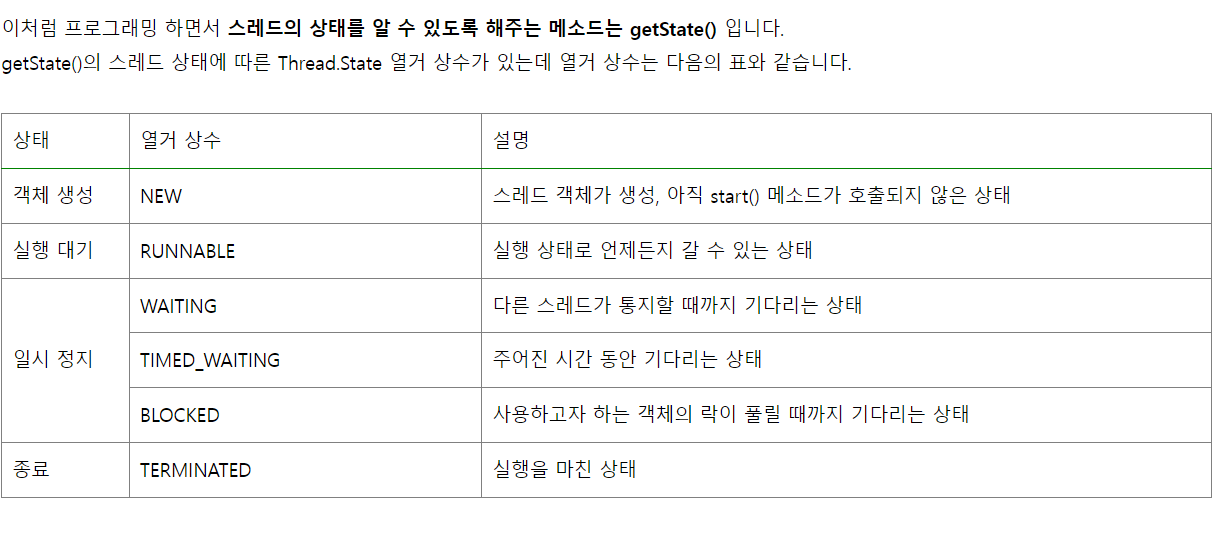 이처럼 프로그래밍 하면서 스레드의 상태를 알 수 있도록 해주는 메소드는 getState() 입니다.
getState()의 스레드 상태에 따른 Thread.State 열거 상수가 있는데 열거 상수는 다음의 표와 같습니다.
상태 열거 상수 설명
객체 생성 NEW 스레드 객체가 생성, 아직 start() 메소드가 호출되지 않은 상태
실행 대기 RUNNABLE 실행 상태로 언제든지 갈 수 있는 상태
일시 정지
WAITING 다른 스레드가 통지할 때까지 기다리는 상태
TIMED_WAITING 주어진 시간 동안 기다리는 상태
BLOCKED 사용하고자 하는 객체의 락이 풀릴 때까지 기다리는 상태
종료 TERMINATED 실행을 마친 상태